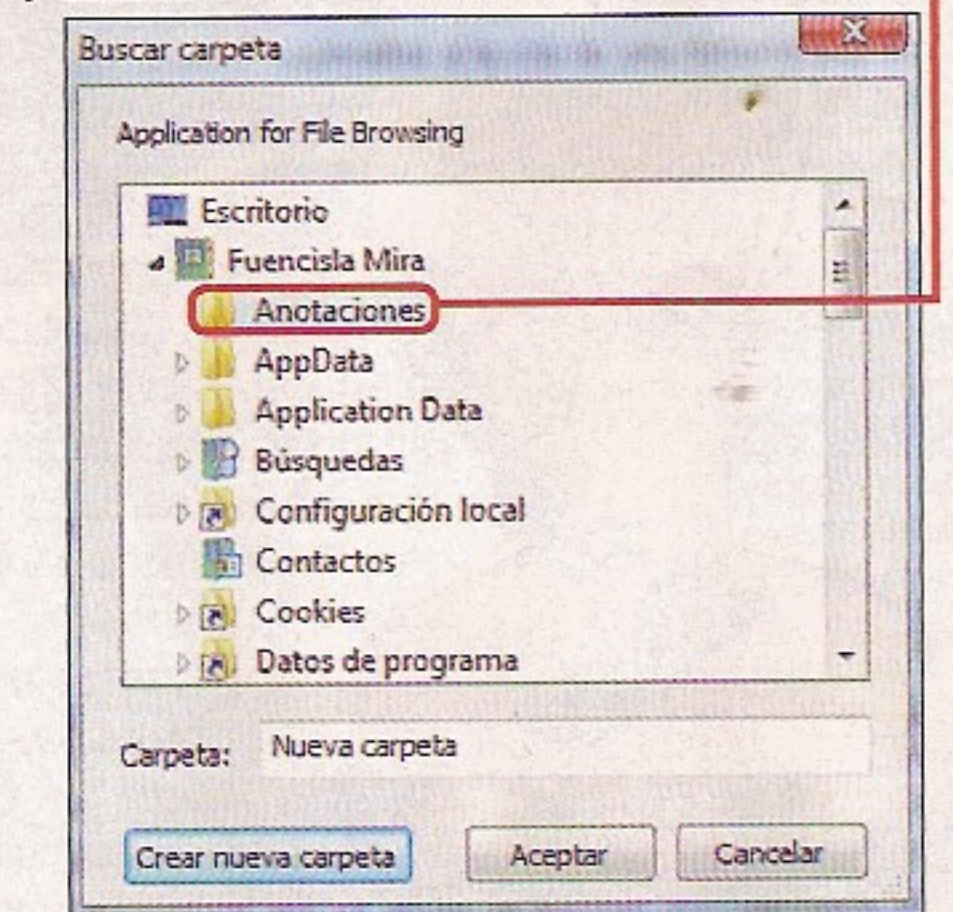 Buscar carpeta
Application for File Browsing
Escritorio
Fuencisla Mira
Anotaciones
AppData
Application Data
Búsquedas
Configuración local
Contactos
Cookies
Datos de programa
Carpeta: Nueva carpeta
Crear nueva carpeta Aceptar Cancelar